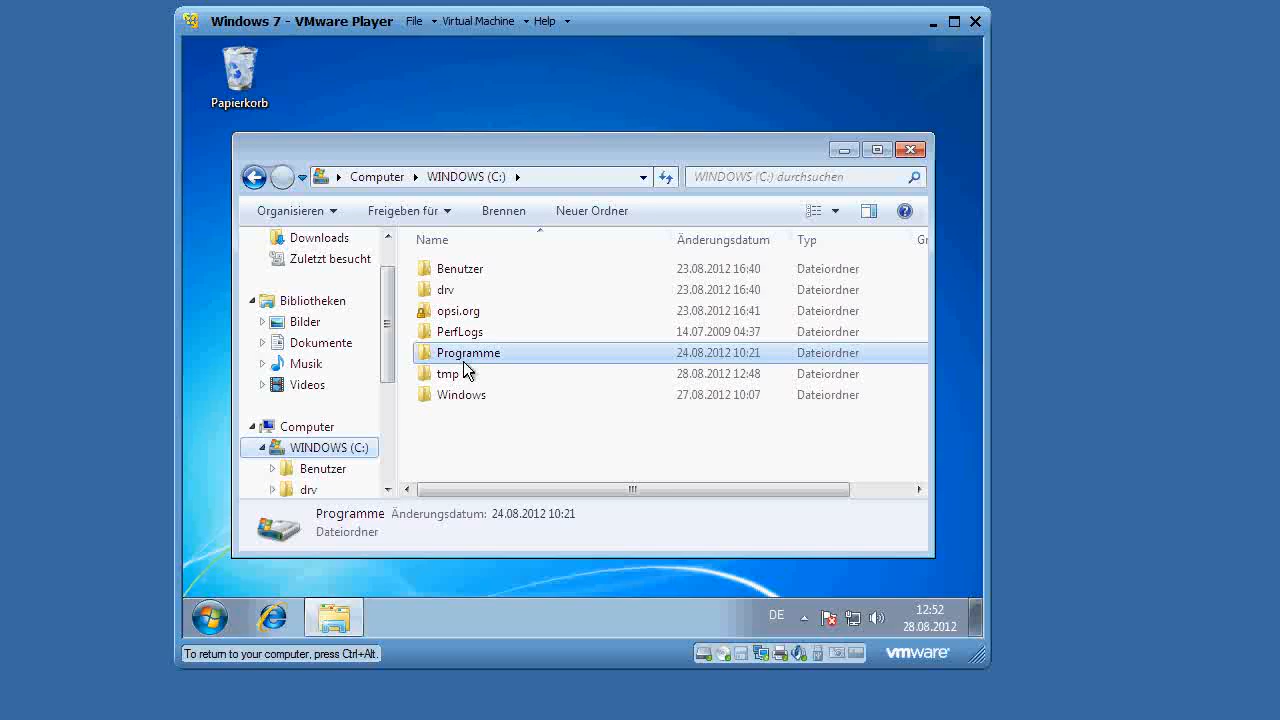 Windows 7 - VMware Player File Virtual Machine Help
Papierkorb
Computer WINDOWS (C:)
WINDOWS (C:) durchsuchen
Organisieren Freigeben für Brennen Neuer Ordner
Downloads
Zuletzt besucht
Bibliotheken
Bilder
Dokumente
Musik
Videos
Computer
WINDOWS (C:)
Benutzer
drv
Name Änderungsdatum Typ Gr
Benutzer 23.08.2012 16:40 Dateiordner
drv 23.08.2012 16:40 Dateiordner
opsi.org 23.08.2012 16:41 Dateiordner
PerfLogs 14.07.2009 04:37 Dateiordner
Programme 24.08.2012 10:21 Dateiordner
tmp 28.08.2012 12:48 Dateiordner
Windows 27.08.2012 10:07 Dateiordner
Programme Änderungsdatum: 24.08.2012 10:21
Dateiordner
DE
12:52
28.08.2012
To return to your computer, press Ctrl+Alt.
vmware